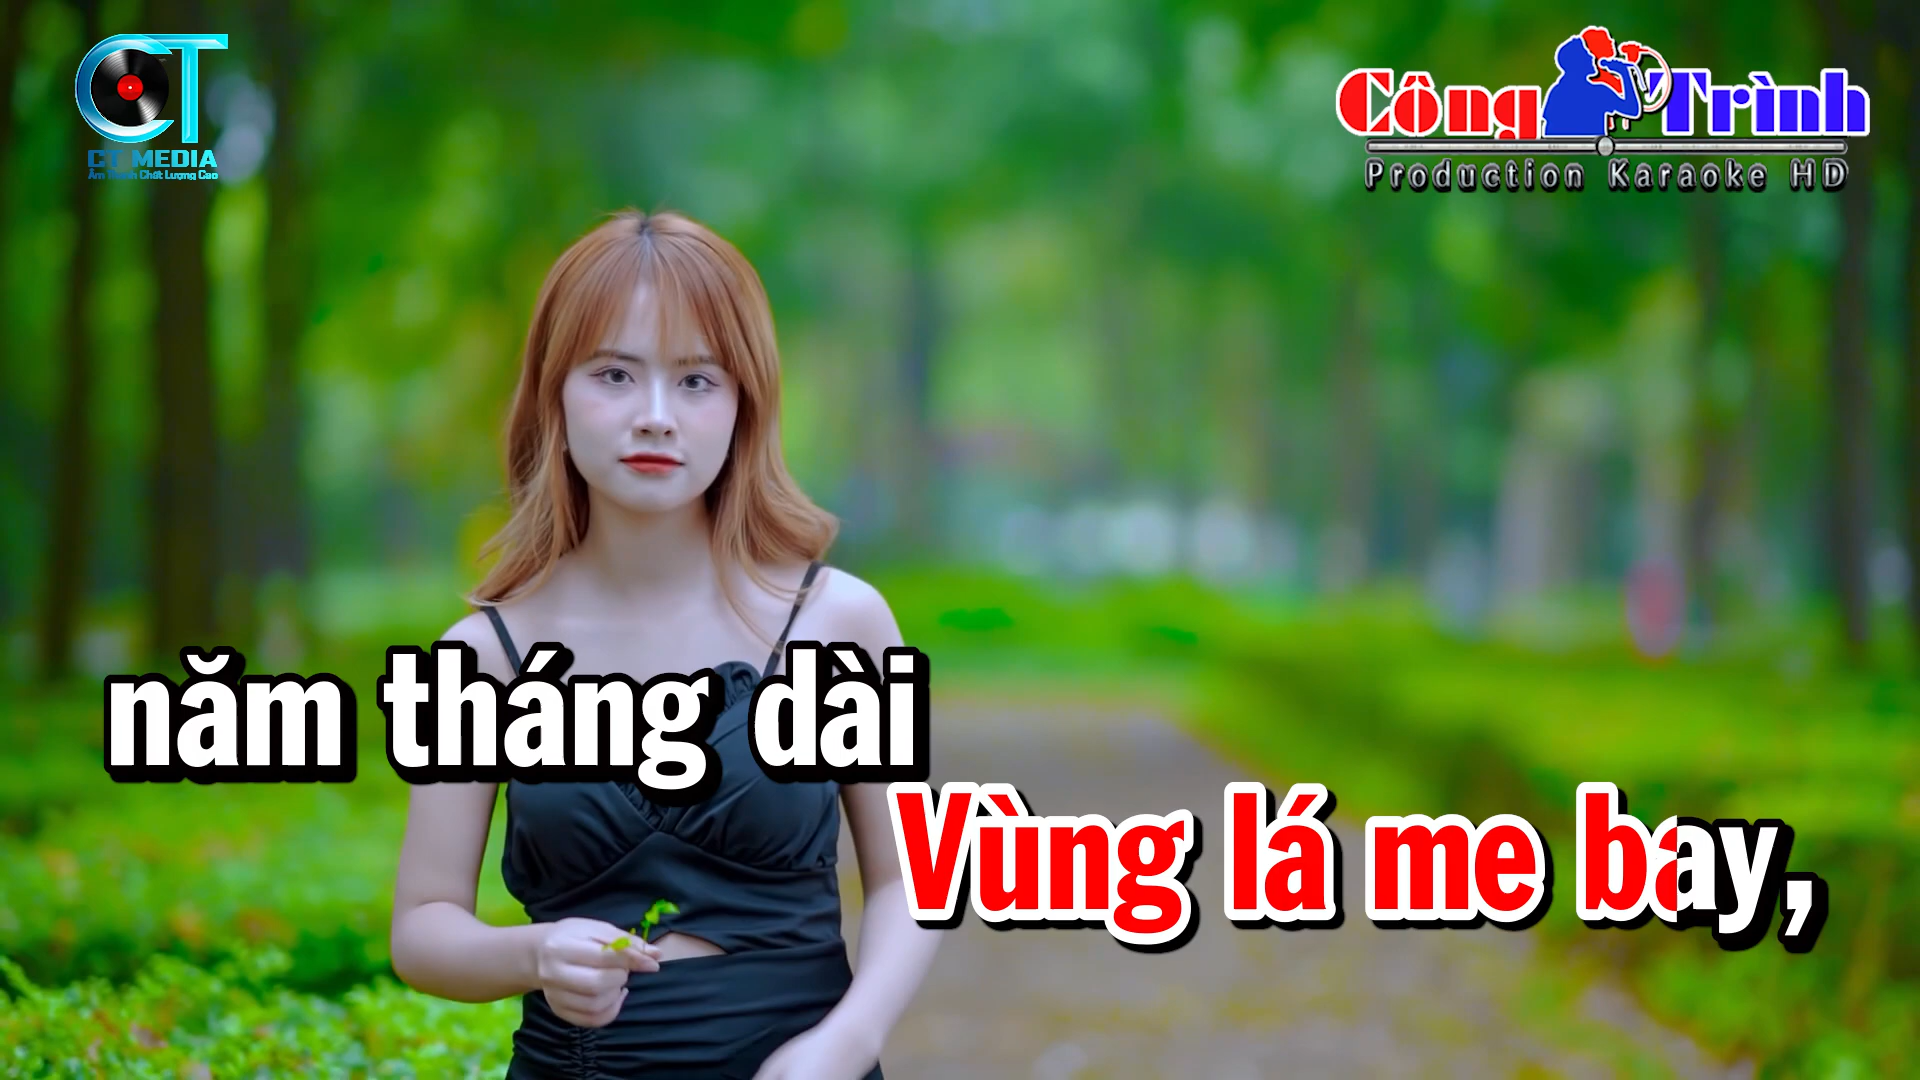 CT
CT MEDIA
Âm Thanh Chất Lượng Cao
Công Trình
Production Karaoke HD
năm tháng dài
Vùng lá me bay,